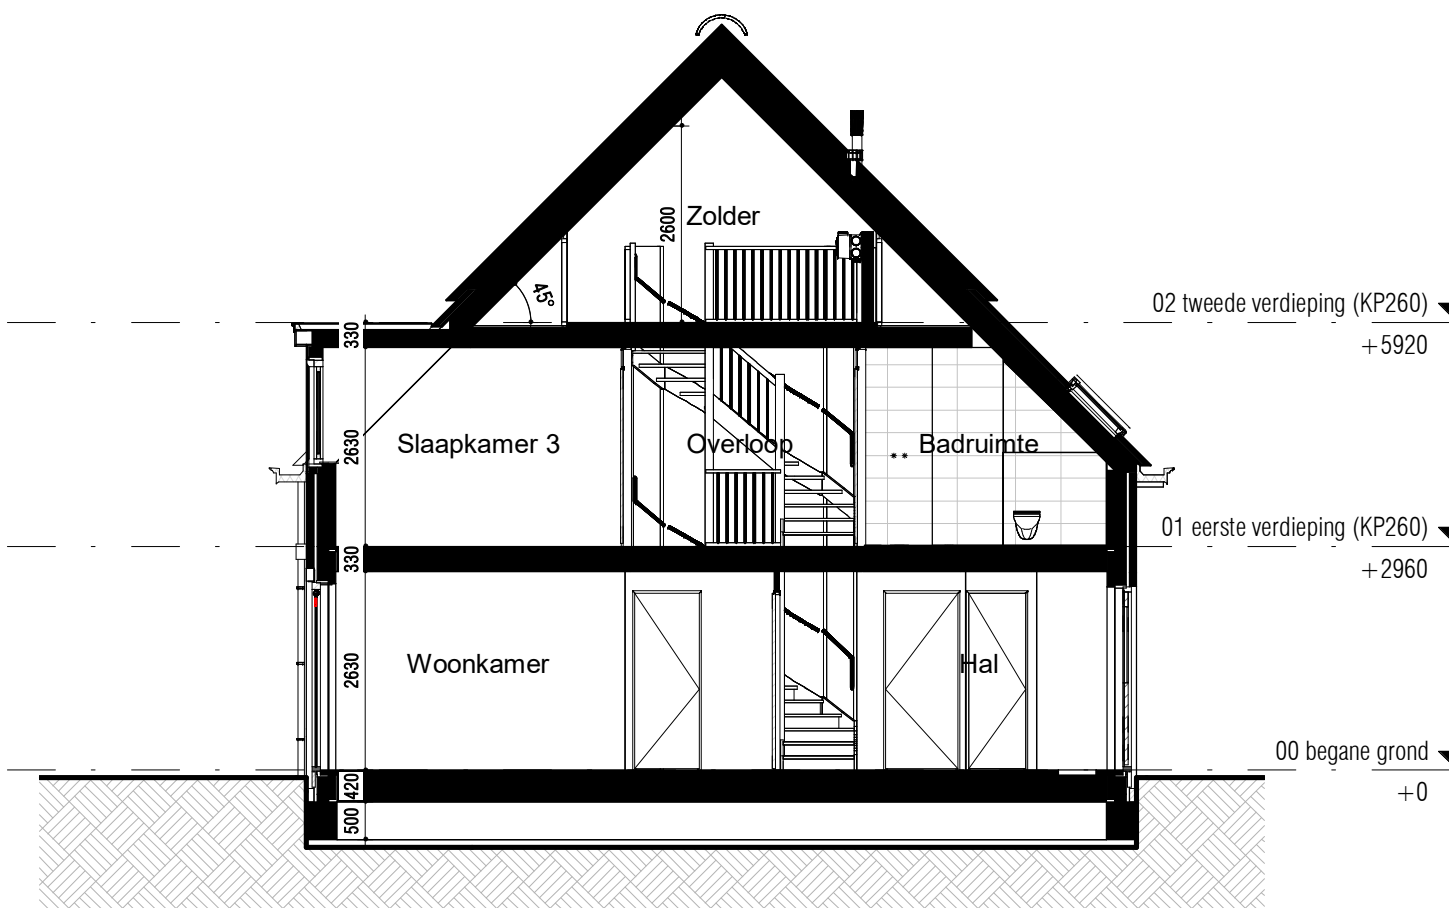 2600
Zolder
45°
02 tweede verdieping (KP260)
330
+5920
2630
Slaapkamer 3
Overloop
Badruimte
**
01 eerste verdieping (KP260)
330
+2960
2630
Woonkamer
Hal
00 begane grond
420
+0
500